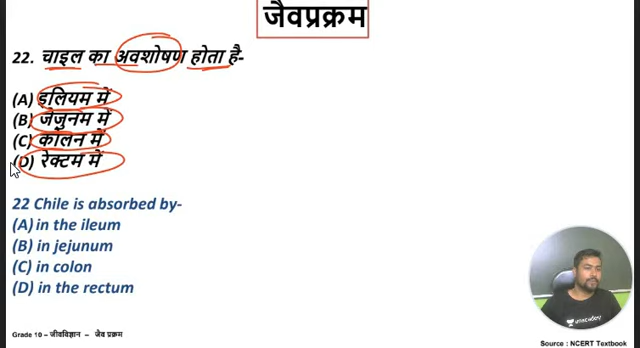 जैवप्रक्रम
22. चाइल का अवशोषण होता है-
(A) इलियम में
(B) जेजुनम में
(C) कोलन में
(D) रेक्टम में
22 Chile is absorbed by-
(A) in the ileum
(B) in jejunum
(C) in colon
(D) in the rectum
Grade 10 – जीवविज्ञान – जैव प्रक्रम
Source : NCERT Textbook